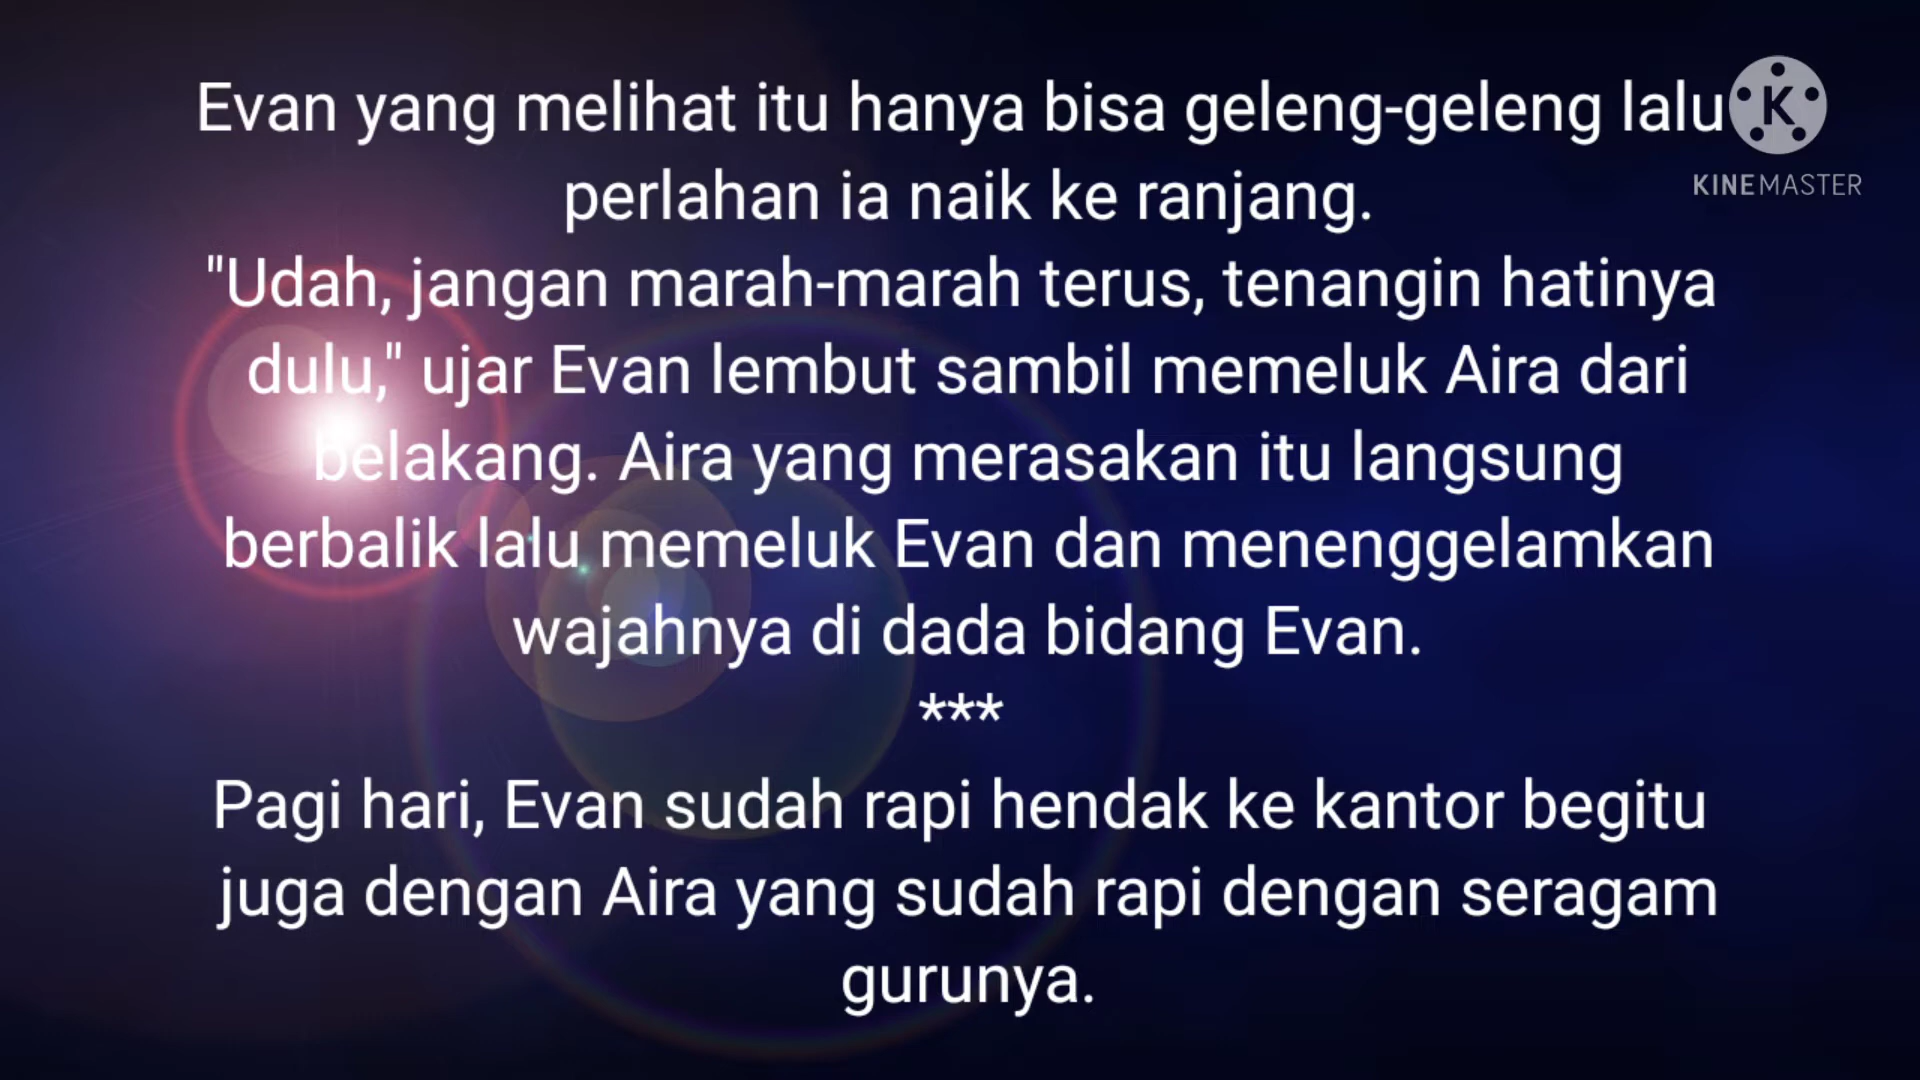 Evan yang melihat itu hanya bisa geleng-geleng lalu
perlahan ia naik ke ranjang.
"Udah, jangan marah-marah terus, tenangin hatinya
dulu," ujar Evan lembut sambil memeluk Aira dari
belakang. Aira yang merasakan itu langsung
berbalik lalu memeluk Evan dan menenggelamkan
wajahnya di dada bidang Evan.
***
Pagi hari, Evan sudah rapi hendak ke kantor begitu
juga dengan Aira yang sudah rapi dengan seragam
gurunya.
K
KINEMASTER